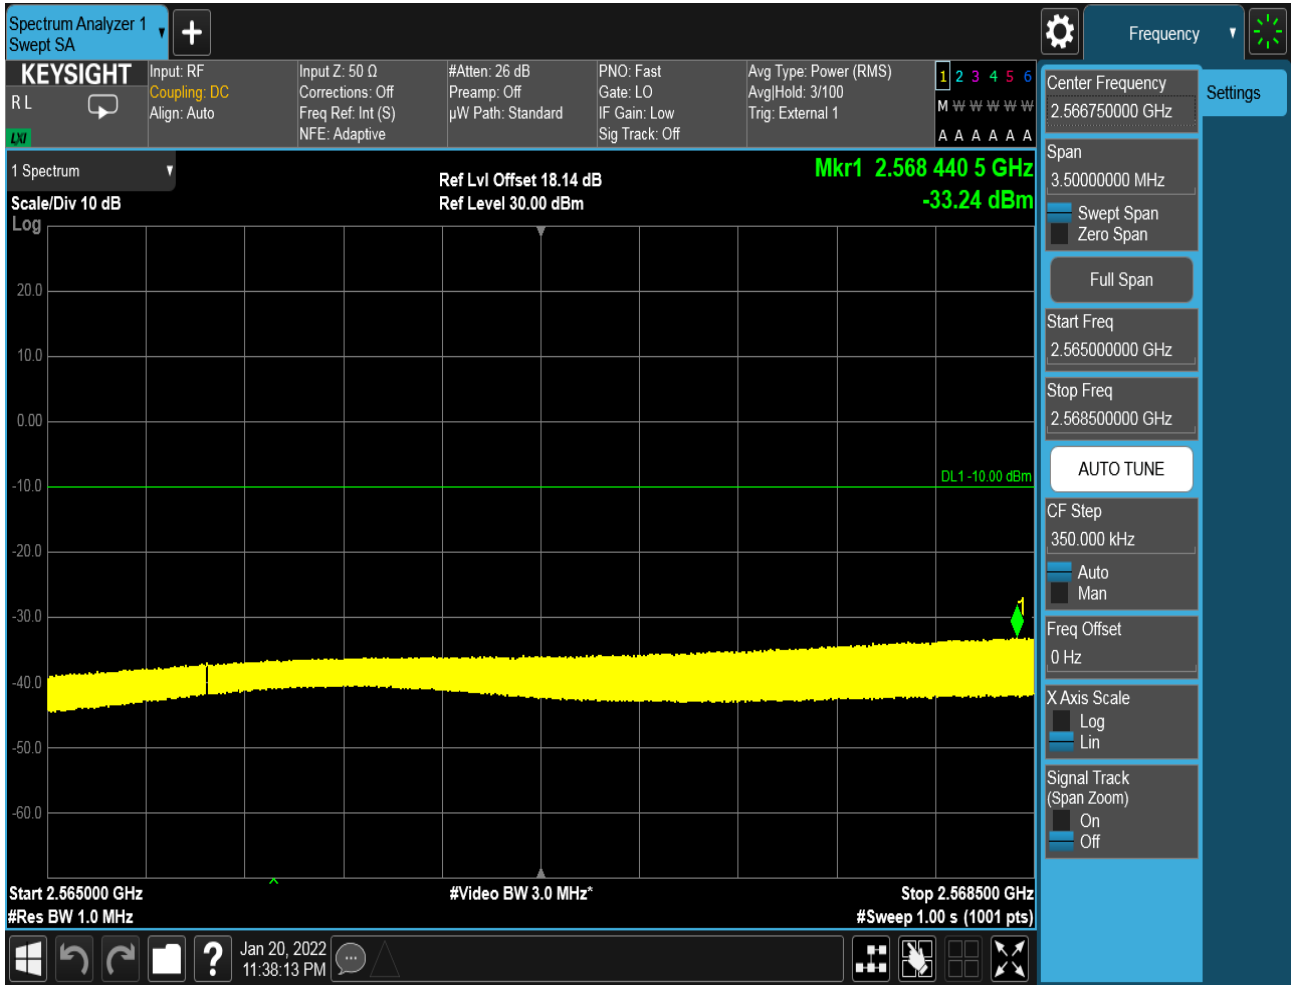 Spectrum Analyzer 1
Swept SA
Frequency
KEYSIGHT
R L
LXI
Input: RF
Coupling: DC
Align: Auto
Input Z: 50 Ω
Corrections: Off
Freq Ref: Int (S)
NFE: Adaptive
#Atten: 26 dB
Preamp: Off
µW Path: Standard
PNO: Fast
Gate: LO
IF Gain: Low
Sig Track: Off
Avg Type: Power (RMS)
Avg|Hold: 3/100
Trig: External 1
1 2 3 4 5 6
M W W W W W
A A A A A A
1 Spectrum
Scale/Div 10 dB
Log
Ref Lvl Offset 18.14 dB
Ref Level 30.00 dBm
Mkr1 2.568 440 5 GHz
-33.24 dBm
20.0
10.0
0.00
-10.0
-20.0
-30.0
-40.0
-50.0
-60.0
DL1 -10.00 dBm
1
Start 2.565000 GHz
#Res BW 1.0 MHz
#Video BW 3.0 MHz*
Stop 2.568500 GHz
#Sweep 1.00 s (1001 pts)
Jan 20, 2022
11:38:13 PM
?
Center Frequency
2.566750000 GHz
Settings
Span
3.50000000 MHz
Swept Span
Zero Span
Full Span
Start Freq
2.565000000 GHz
Stop Freq
2.568500000 GHz
AUTO TUNE
CF Step
350.000 kHz
Auto
Man
Freq Offset
0 Hz
X Axis Scale
Log
Lin
Signal Track
(Span Zoom)
On
Off